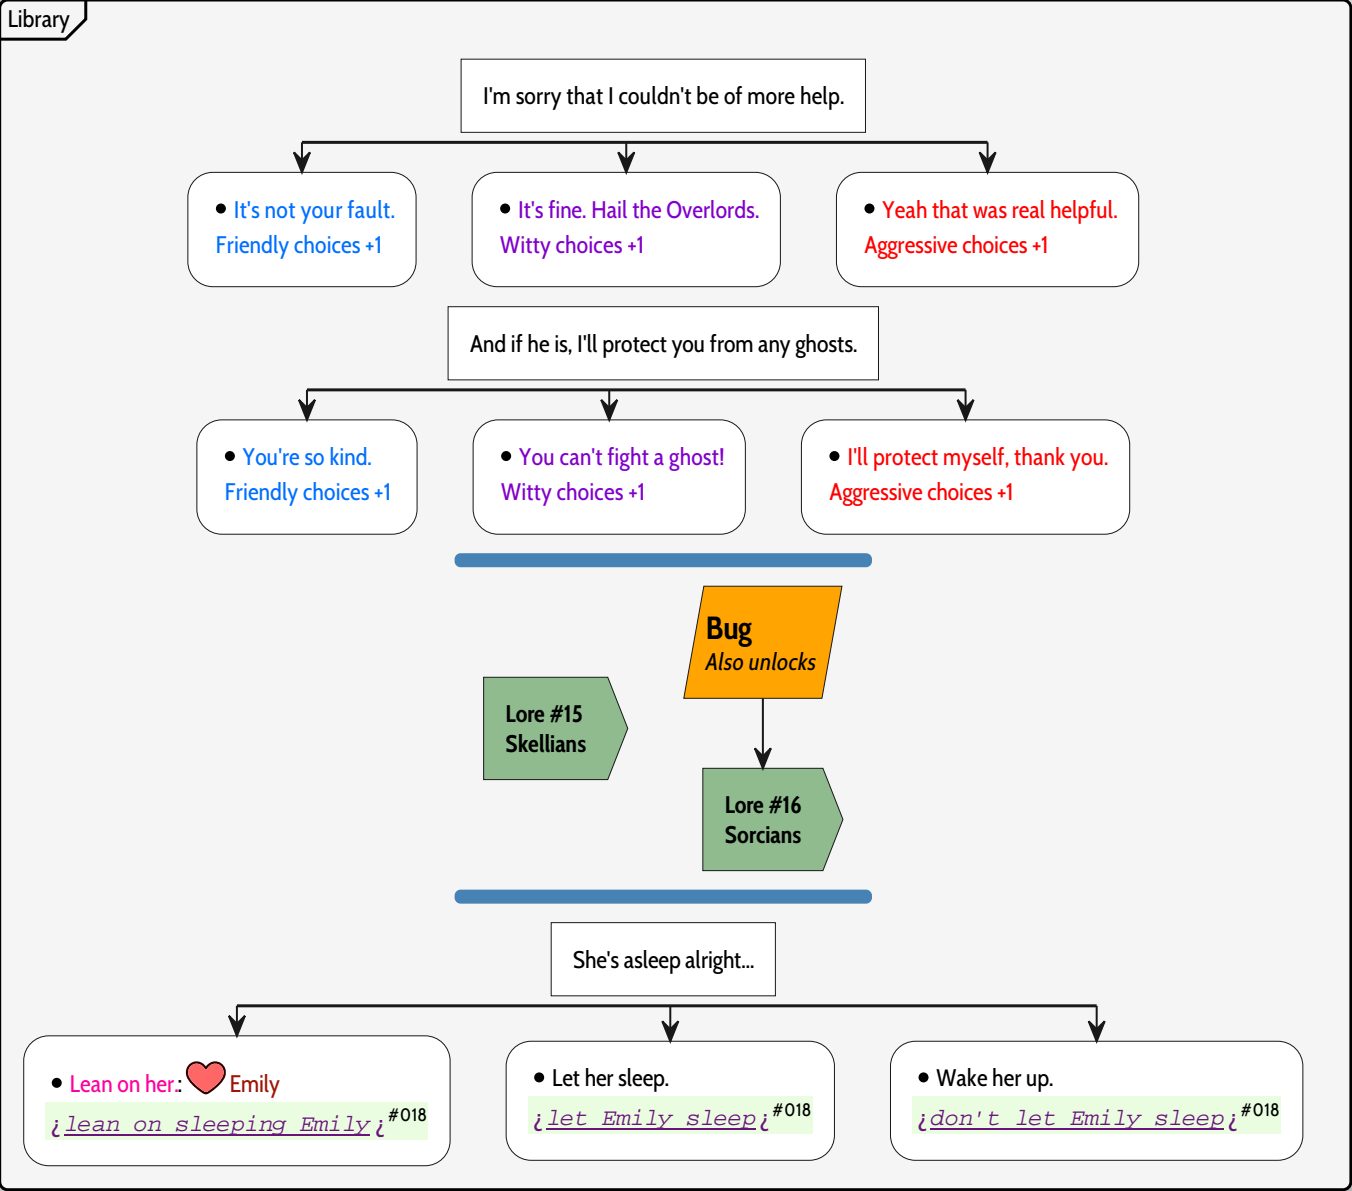 Library
I'm sorry that I couldn't be of more help.
• It's not your fault.
Friendly choices +1
• It's fine. Hail the Overlords.
Witty choices +1
• Yeah that was real helpful.
Aggressive choices +1
And if he is, I'll protect you from any ghosts.
• You're so kind.
Friendly choices +1
• You can't fight a ghost!
Witty choices +1
• I'll protect myself, thank you.
Aggressive choices +1
Bug
Also unlocks
Lore #15
Skellians
Lore #16
Sorcians
She's asleep alright...
• Lean on her.: Emily
¿lean on sleeping Emily¿#018
• Let her sleep.
¿let Emily sleep¿#018
• Wake her up.
¿don't let Emily sleep¿#018